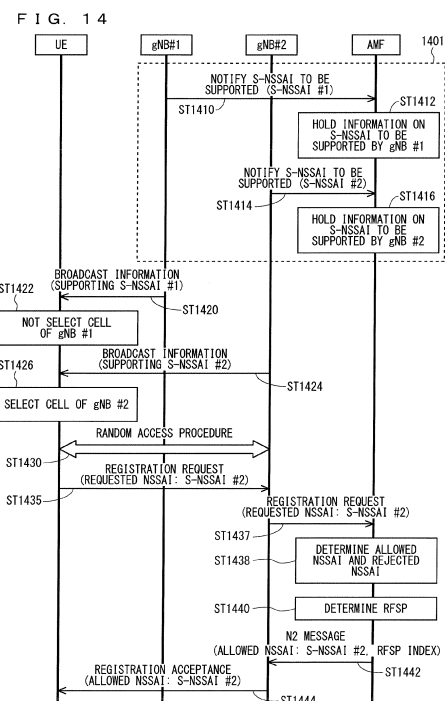 FIG. 14
UE
gNB#1
gNB#2
AMF
1401
NOTIFY S-NSSAI TO BE
SUPPORTED (S-NSSAI #1)
ST1410
ST1412
HOLD INFORMATION ON
S-NSSAI TO BE
SUPPORTED BY gNB #1
NOTIFY S-NSSAI TO BE
SUPPORTED (S-NSSAI #2)
ST1414
ST1416
HOLD INFORMATION ON
S-NSSAI TO BE
SUPPORTED BY gNB #2
BROADCAST INFORMATION
(SUPPORTING S-NSSAI #1)
ST1420
ST1422
NOT SELECT CELL
OF gNB #1
BROADCAST INFORMATION
(SUPPORTING S-NSSAI #2)
ST1424
ST1426
SELECT CELL OF gNB #2
RANDOM ACCESS PROCEDURE
ST1430
REGISTRATION REQUEST
(REQUESTED NSSAI: S-NSSAI #2)
ST1435
REGISTRATION REQUEST
(REQUESTED NSSAI: S-NSSAI #2)
ST1437
ST1438
DETERMINE ALLOWED
NSSAI AND REJECTED
NSSAI
ST1440
DETERMINE RFSP
N2 MESSAGE
(ALLOWED NSSAI: S-NSSAI #2, RFSP INDEX)
ST1442
REGISTRATION ACCEPTANCE
(ALLOWED NSSAI: S-NSSAI #2)
ST1444